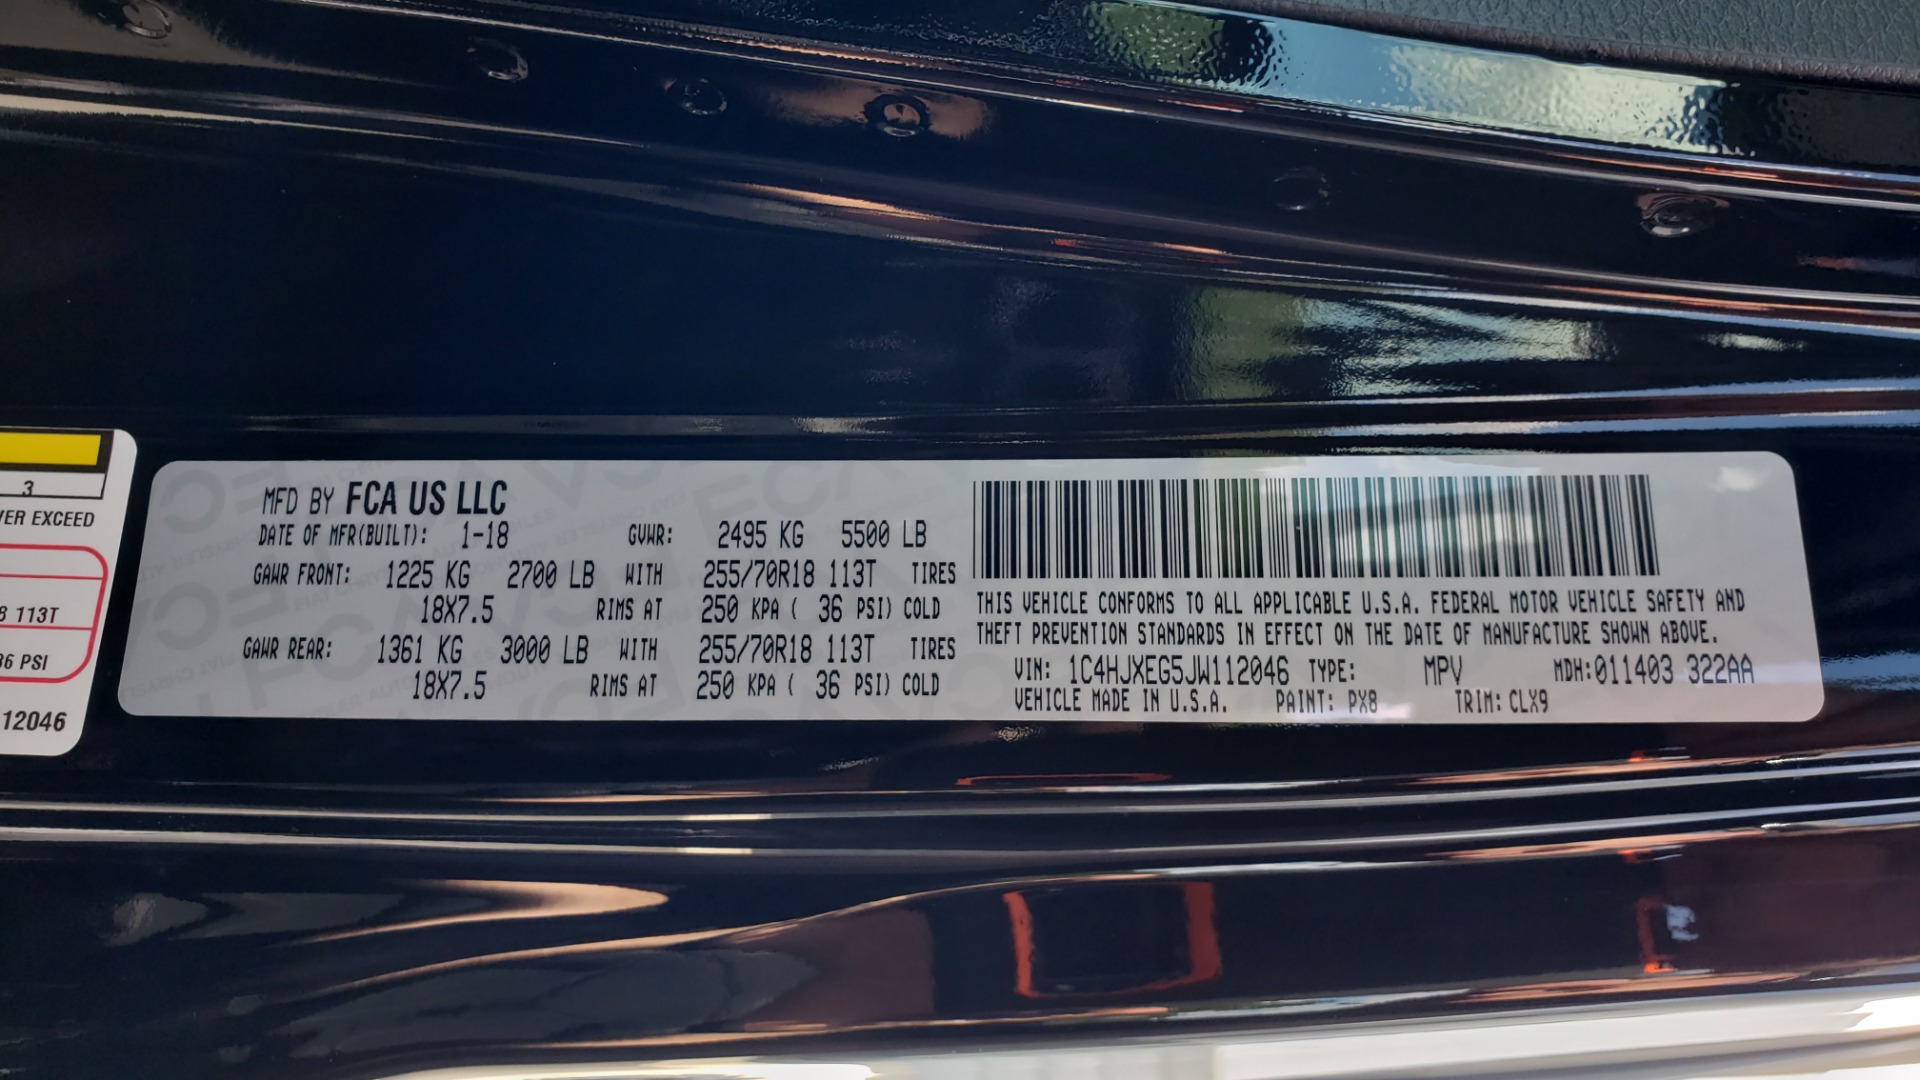 3
VER EXCEED
8 113T
36 PSI
12046
MFD BY FCA US LLC
DATE OF MFR(BUILT): 1-18 GVWR: 2495 KG 5500 LB
GAWR FRONT: 1225 KG 2700 LB WITH 255/70R18 113T TIRES
18X7.5 RIMS AT 250 KPA ( 36 PSI) COLD
GAWR REAR: 1361 KG 3000 LB WITH 255/70R18 113T TIRES
18X7.5 RIMS AT 250 KPA ( 36 PSI) COLD
THIS VEHICLE CONFORMS TO ALL APPLICABLE U.S.A. FEDERAL MOTOR VEHICLE SAFETY AND
THEFT PREVENTION STANDARDS IN EFFECT ON THE DATE OF MANUFACTURE SHOWN ABOVE.
VIN: 1C4HJXEG5JW112046 TYPE: MPV MDH:011403 322AA
VEHICLE MADE IN U.S.A. PAINT: PX8 TRIM: CLX9